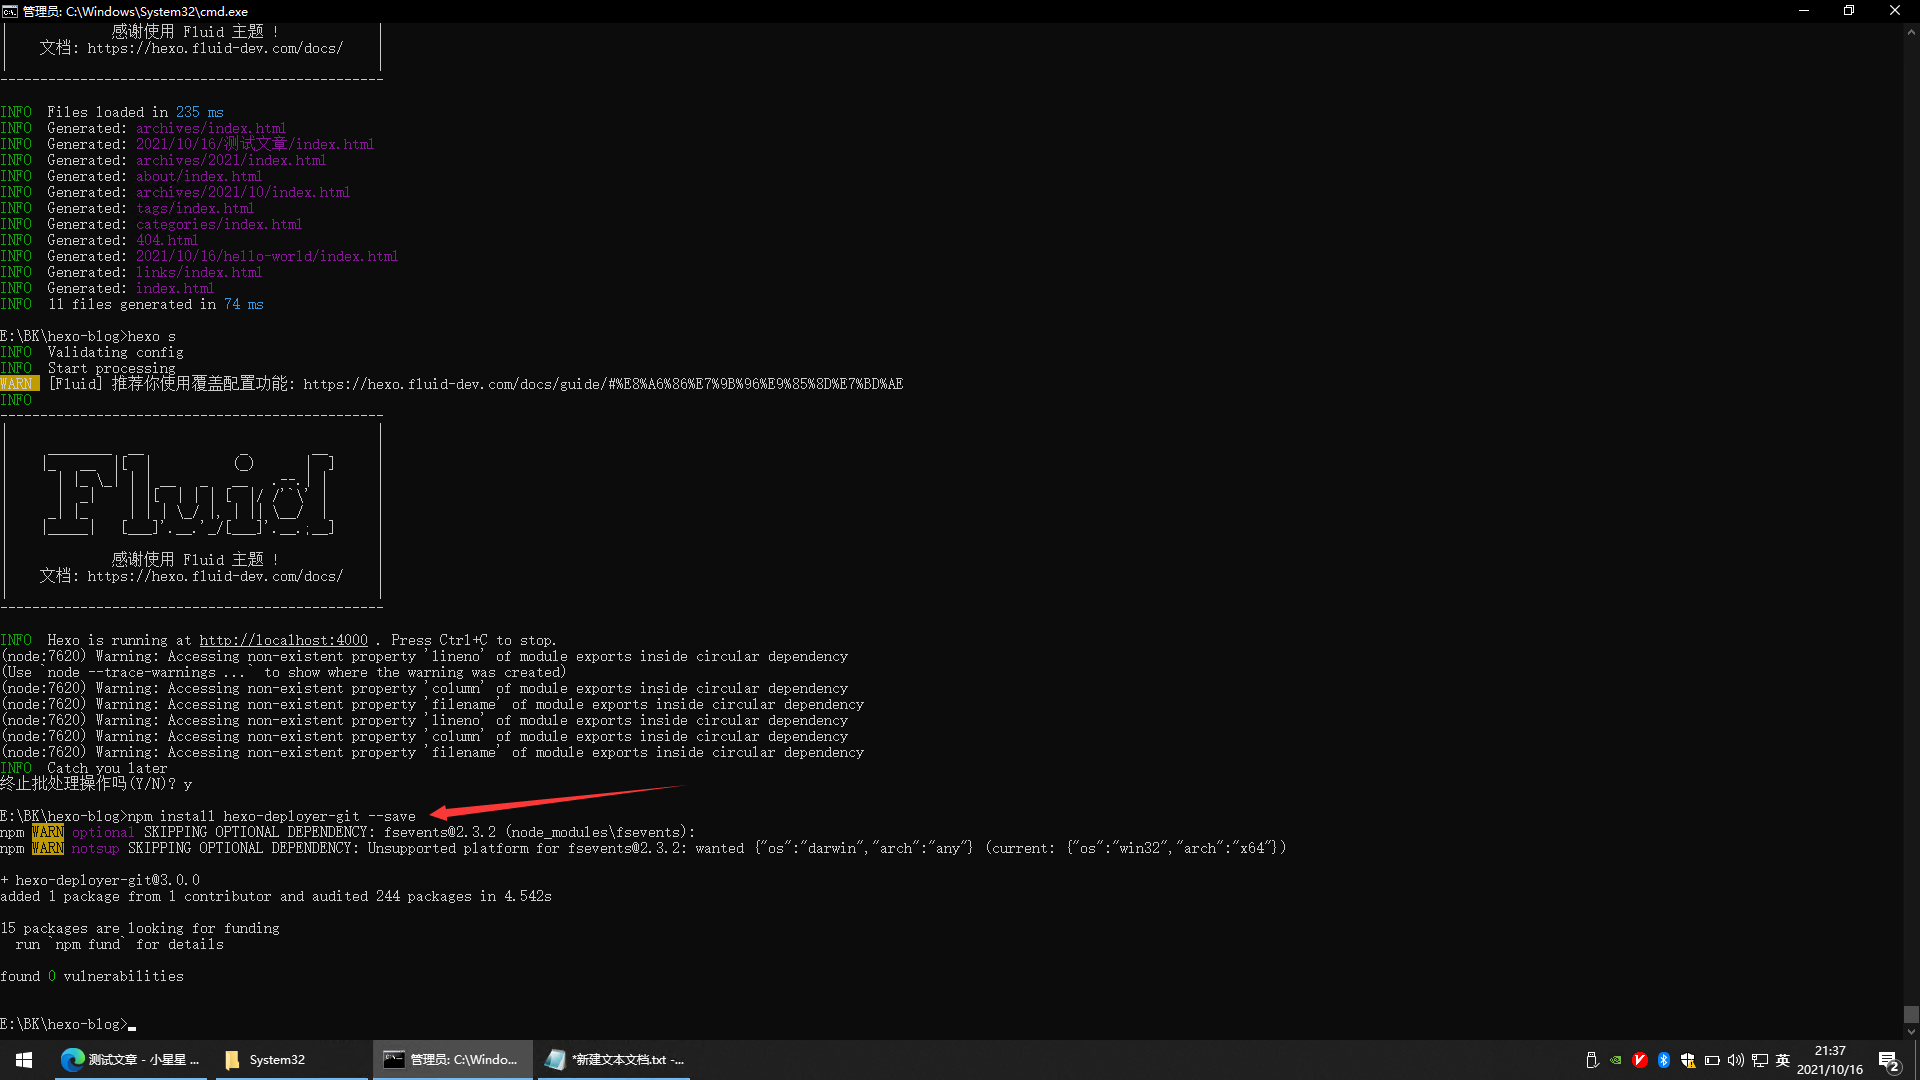 管理员: C:\Windows\System32\cmd.exe
感谢使用 Fluid 主题 !
文档: https://hexo.fluid-dev.com/docs/
INFO  Files loaded in 235 ms
INFO  Generated: archives/index.html
INFO  Generated: 2021/10/16/测试文章/index.html
INFO  Generated: archives/2021/index.html
INFO  Generated: about/index.html
INFO  Generated: archives/2021/10/index.html
INFO  Generated: tags/index.html
INFO  Generated: categories/index.html
INFO  Generated: 404.html
INFO  Generated: 2021/10/16/hello-world/index.html
INFO  Generated: links/index.html
INFO  Generated: index.html
INFO  11 files generated in 74 ms
E:\BK\hexo-blog>hexo s
INFO  Validating config
INFO  Start processing
WARN  [Fluid] 推荐你使用覆盖配置功能: https://hexo.fluid-dev.com/docs/guide/#%E8%A6%86%E7%9B%96%E9%85%8D%E7%BD%AE
INFO
Fluid
感谢使用 Fluid 主题 !
文档: https://hexo.fluid-dev.com/docs/
INFO  Hexo is running at http://localhost:4000 . Press Ctrl+C to stop.
(node:7620) Warning: Accessing non-existent property 'lineno' of module exports inside circular dependency
(Use `node --trace-warnings ...` to show where the warning was created)
(node:7620) Warning: Accessing non-existent property 'column' of module exports inside circular dependency
(node:7620) Warning: Accessing non-existent property 'filename' of module exports inside circular dependency
(node:7620) Warning: Accessing non-existent property 'lineno' of module exports inside circular dependency
(node:7620) Warning: Accessing non-existent property 'column' of module exports inside circular dependency
(node:7620) Warning: Accessing non-existent property 'filename' of module exports inside circular dependency
INFO  Catch you later
终止批处理操作吗(Y/N)? y
E:\BK\hexo-blog>npm install hexo-deployer-git --save
npm WARN optional SKIPPING OPTIONAL DEPENDENCY: fsevents@2.3.2 (node_modules\fsevents):
npm WARN notsup SKIPPING OPTIONAL DEPENDENCY: Unsupported platform for fsevents@2.3.2: wanted {"os":"darwin","arch":"any"} (current: {"os":"win32","arch":"x64"})
+ hexo-deployer-git@3.0.0
added 1 package from 1 contributor and audited 244 packages in 4.542s
15 packages are looking for funding
  run `npm fund` for details
found 0 vulnerabilities
E:\BK\hexo-blog>
测试文章 - 小星星 ...
System32
管理员: C:\Windo...
*新建文本文档.txt -...
英
21:37
2021/10/16
2